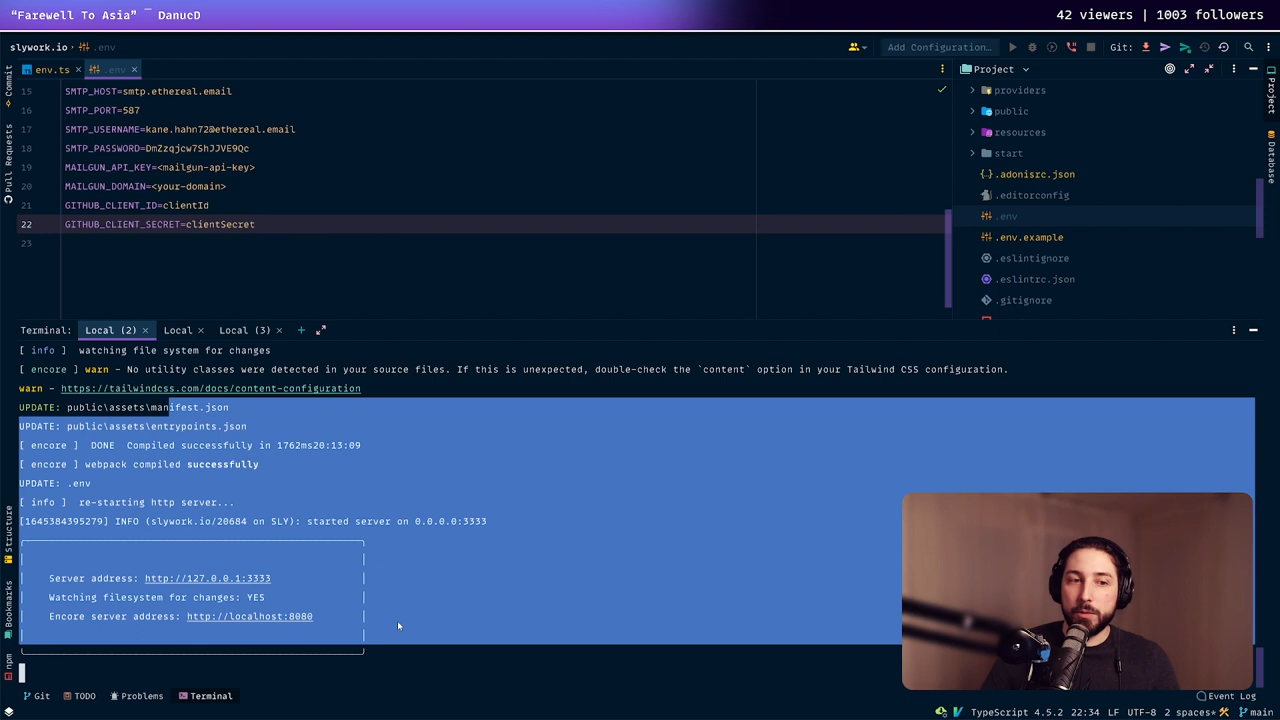 “Farewell To Asia” ¯ DanucD
42 viewers | 1003 followers
slywork.io
.env
Add Configuration...
Git:
env.ts
.env
Project
15 SMTP_HOST=smtp.ethereal.email
16 SMTP_PORT=587
17 SMTP_USERNAME=kane.hahn72@ethereal.email
18 SMTP_PASSWORD=DmZzqjcw7ShJJVE9Qc
19 MAILGUN_API_KEY=<mailgun-api-key>
20 MAILGUN_DOMAIN=<your-domain>
21 GITHUB_CLIENT_ID=clientId
22 GITHUB_CLIENT_SECRET=clientSecret
23
providers
public
resources
start
.adonisrc.json
.editorconfig
.env
.env.example
.eslintignore
.eslintrc.json
.gitignore
Commit
Pull Requests
Structure
Bookmarks
npm
Project
Database
Terminal: Local (2) Local Local (3)
[ info ] watching file system for changes
[ encore ] warn - No utility classes were detected in your source files. If this is unexpected, double-check the `content` option in your Tailwind CSS configuration.
warn - https://tailwindcss.com/docs/content-configuration
UPDATE: public\assets\manifest.json
UPDATE: public\assets\entrypoints.json
[ encore ] DONE Compiled successfully in 1762ms20:13:09
[ encore ] webpack compiled successfully
UPDATE: .env
[ info ] re-starting http server...
[1645384395279] INFO (slywork.io/20684 on SLY): started server on 0.0.0.0:3333
Server address: http://127.0.0.1:3333
Watching filesystem for changes: YES
Encore server address: http://localhost:8080
Git TODO Problems Terminal
Event Log
TypeScript 4.5.2 22:34 LF UTF-8 2 spaces* main